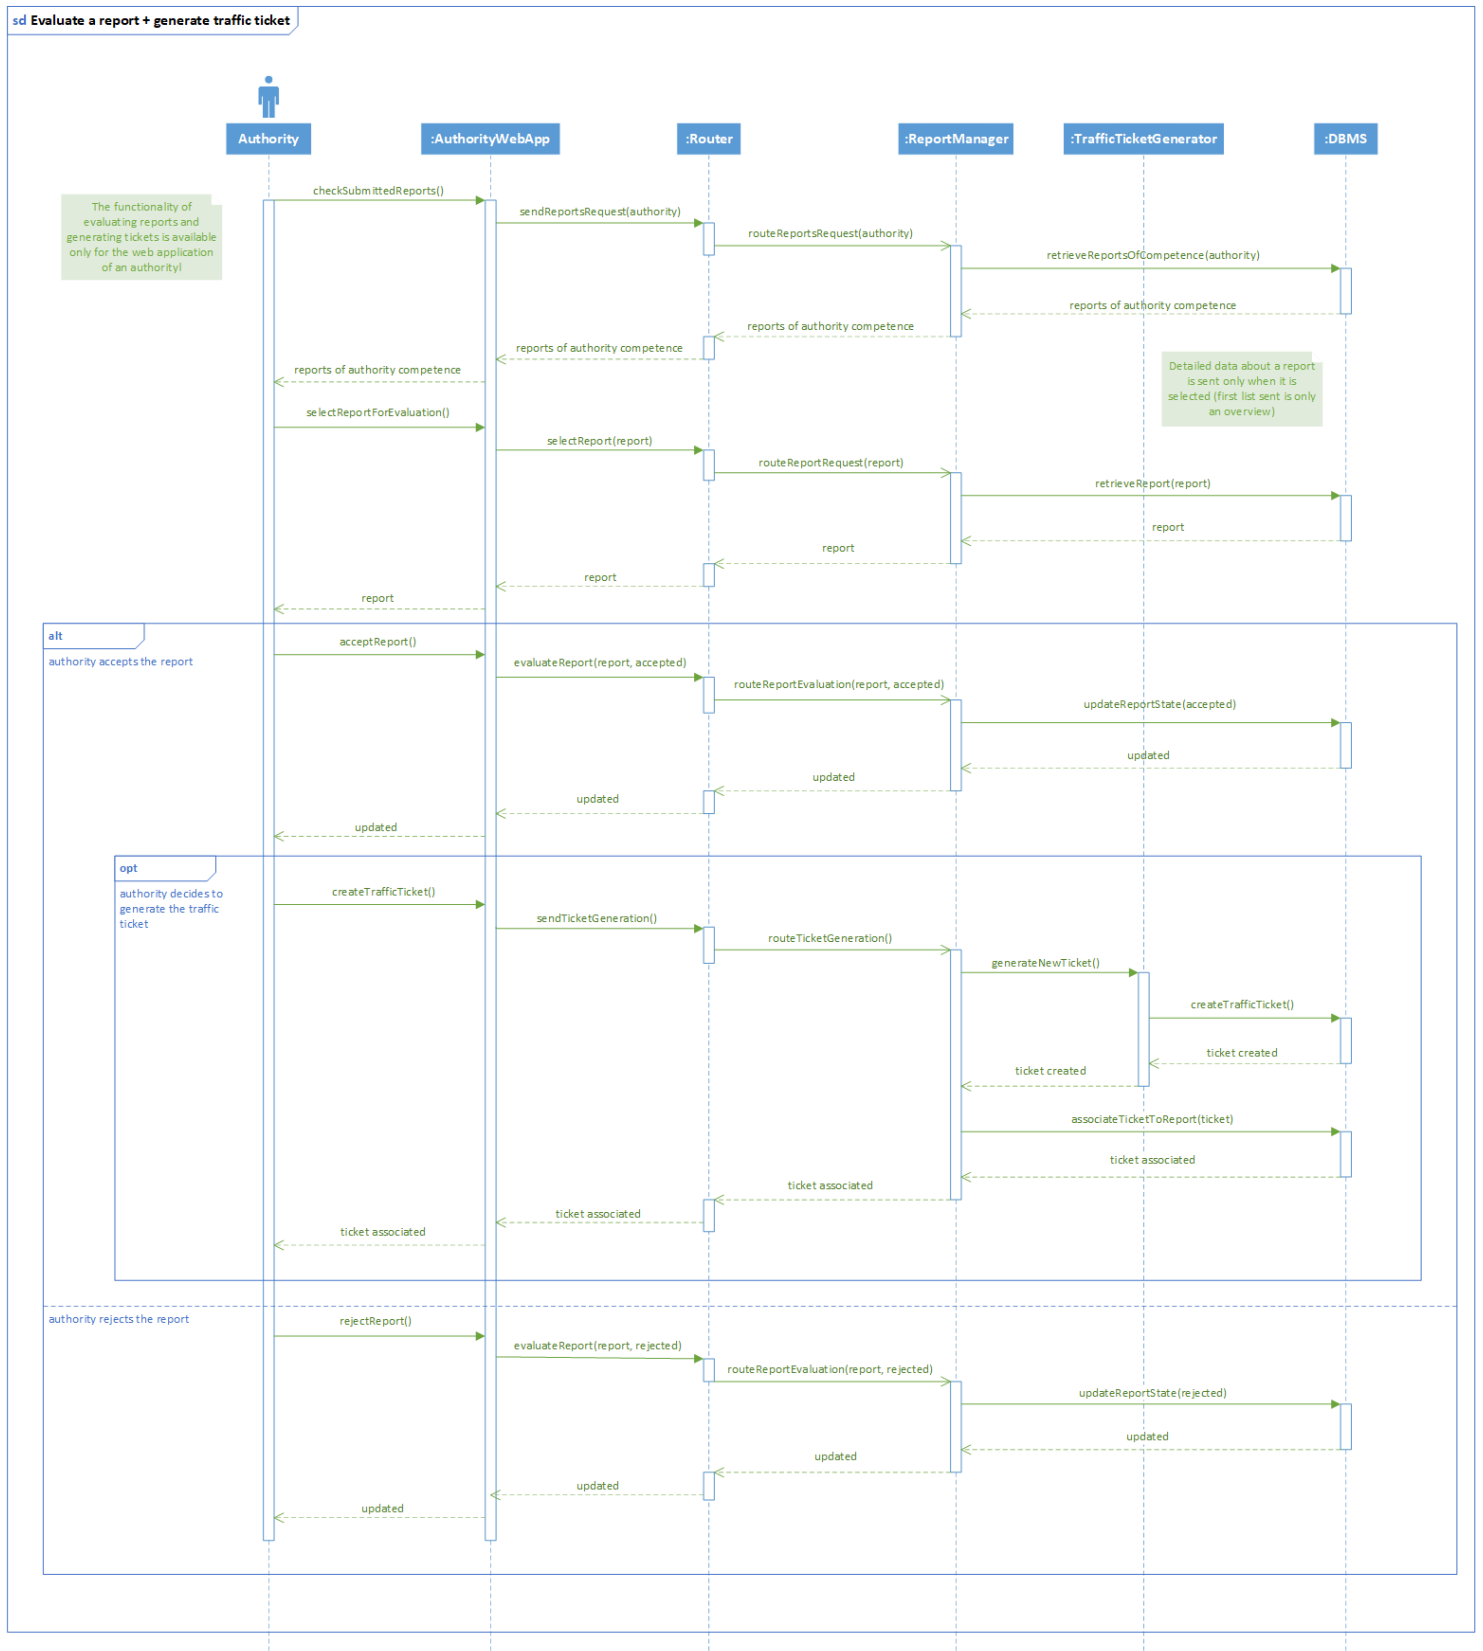 sd Evaluate a report + generate traffic ticket
Authority
:AuthorityWebApp
:Router
:ReportManager
:TrafficTicketGenerator
:DBMS
The functionality of
evaluating reports and
generating tickets is available
only for the web application
of an authority!
checkSubmittedReports()
sendReportsRequest(authority)
routeReportsRequest(authority)
retrieveReportsOfCompetence(authority)
reports of authority competence
reports of authority competence
reports of authority competence
reports of authority competence
Detailed data about a report
is sent only when it is
selected (first list sent is only
an overview)
selectReportForEvaluation()
selectReport(report)
routeReportRequest(report)
retrieveReport(report)
report
report
report
report
alt
authority accepts the report
acceptReport()
evaluateReport(report, accepted)
routeReportEvaluation(report, accepted)
updateReportState(accepted)
updated
updated
updated
updated
opt
authority decides to
generate the traffic
ticket
createTrafficTicket()
sendTicketGeneration()
routeTicketGeneration()
generateNewTicket()
createTrafficTicket()
ticket created
ticket created
associateTicketToReport(ticket)
ticket associated
ticket associated
ticket associated
ticket associated
authority rejects the report
rejectReport()
evaluateReport(report, rejected)
routeReportEvaluation(report, rejected)
updateReportState(rejected)
updated
updated
updated
updated